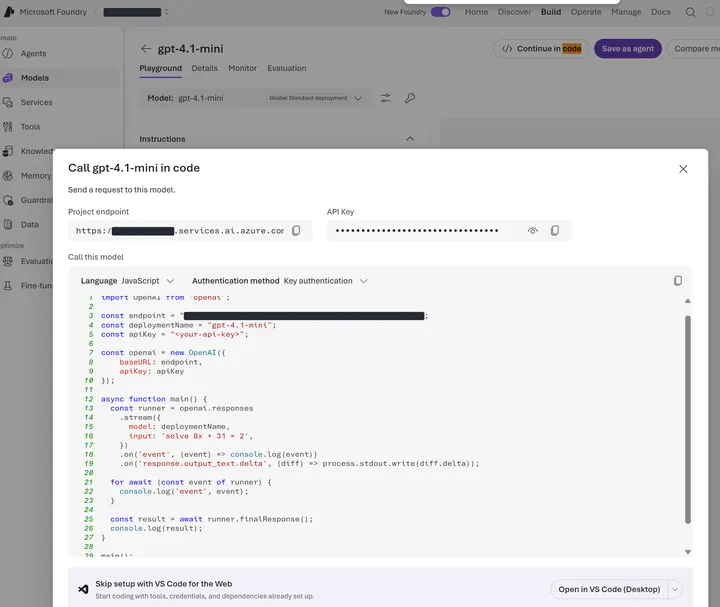 Microsoft Foundry
New Foundry
Home
Discover
Build
Operate
Manage
Docs
reate
Agents
Models
Services
Tools
Knowled
Memory
Guardrai
Data
ptimize
Evaluatio
Fine-tun
gpt-4.1-mini
Continue in code
Save as agent
Compare mo
Playground
Details
Monitor
Evaluation
Model: gpt-4.1-mini
Global Standard deployment
Instructions
Call gpt-4.1-mini in code
Send a request to this model.
Project endpoint
API Key
https:/ .services.ai.azure.con
••••••••••••••••••••••••••••••••
Call this model
Language JavaScript
Authentication method Key authentication
1 import OpenAI from "openai";
2
3 const endpoint = " ;
4 const deploymentName = "gpt-4.1-mini";
5 const apiKey = "<your-api-key>";
6
7 const openai = new OpenAI({
8 baseURL: endpoint,
9 apiKey: apiKey
10 });
11
12 async function main() {
13 const runner = openai.responses
14 .stream({
15 model: deploymentName,
16 input: 'solve 8x + 31 = 2',
17 })
18 .on('event', (event) => console.log(event))
19 .on('response.output_text.delta', (diff) => process.stdout.write(diff.delta));
20
21 for await (const event of runner) {
22 console.log('event', event);
23 }
24
25 const result = await runner.finalResponse();
26 console.log(result);
27 }
28
29 main();
Skip setup with VS Code for the Web
Start coding with tools, credentials, and dependencies already set up.
Open in VS Code (Desktop)